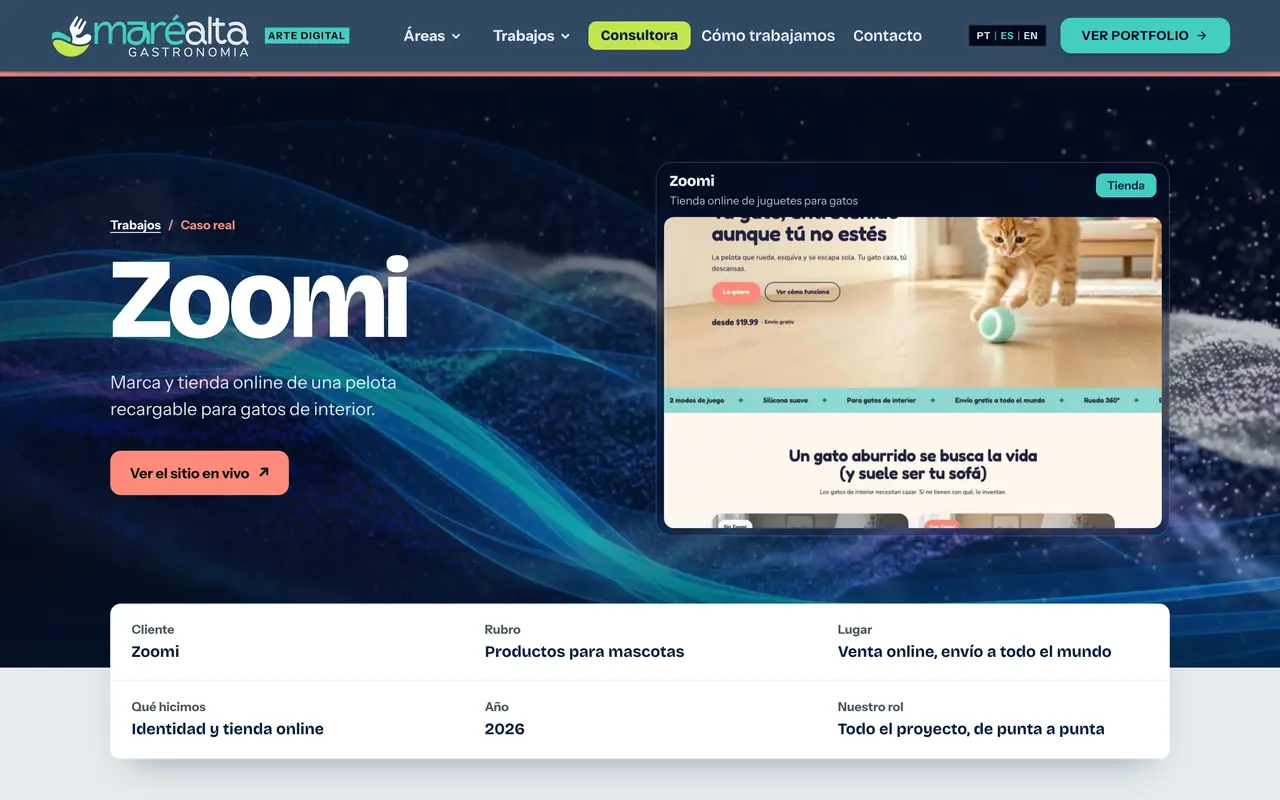 maréalta
GASTRONOMIA
ARTE DIGITAL
Áreas
Trabajos
Consultora
Cómo trabajamos
Contacto
PT | ES | EN
VER PORTFOLIO →
Trabajos / Caso real
Zoomi
Marca y tienda online de una pelota
recargable para gatos de interior.
Ver el sitio en vivo ↗
Zoomi
Tienda online de juguetes para gatos
Tienda
aunque tú no estés
La pelota que rueda, esquiva y se escapa sola. Tu gato caza, tú
descansas.
La quiero
Ver cómo funciona
desde $19.99 · Envío gratis
2 modos de juego + Silicona suave + Para gatos de interior + Envío gratis a todo el mundo + Rueda 360° +
Un gato aburrido se busca la vida
(y suele ser tu sofá)
Los gatos de interior necesitan cazar. Si no tienen con qué, lo inventan.
Cliente
Zoomi
Rubro
Productos para mascotas
Lugar
Venta online, envío a todo el mundo
Qué hicimos
Identidad y tienda online
Año
2026
Nuestro rol
Todo el proyecto, de punta a punta